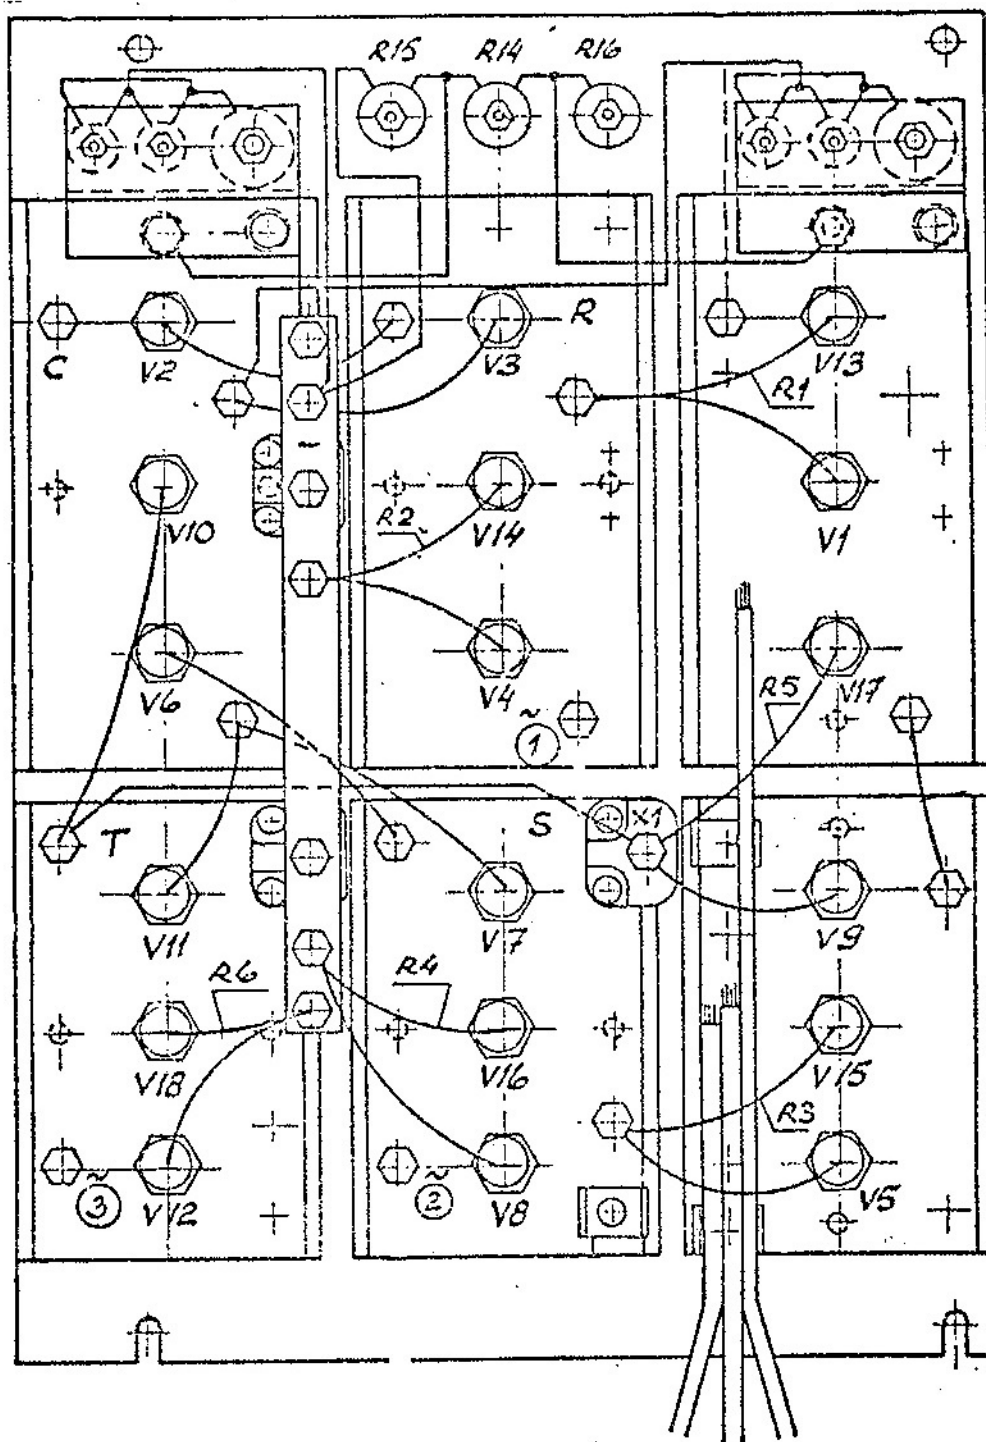 R15 R14 R16
C V2 V3 R V13
R1
~
V10 R2 V14 V1
V6 V4 R5 V17
~
1
T S X1
V11 V7 V9
R6 R4
V18 V16 V15
R3
~ ~
3 V12 2 V8 V5